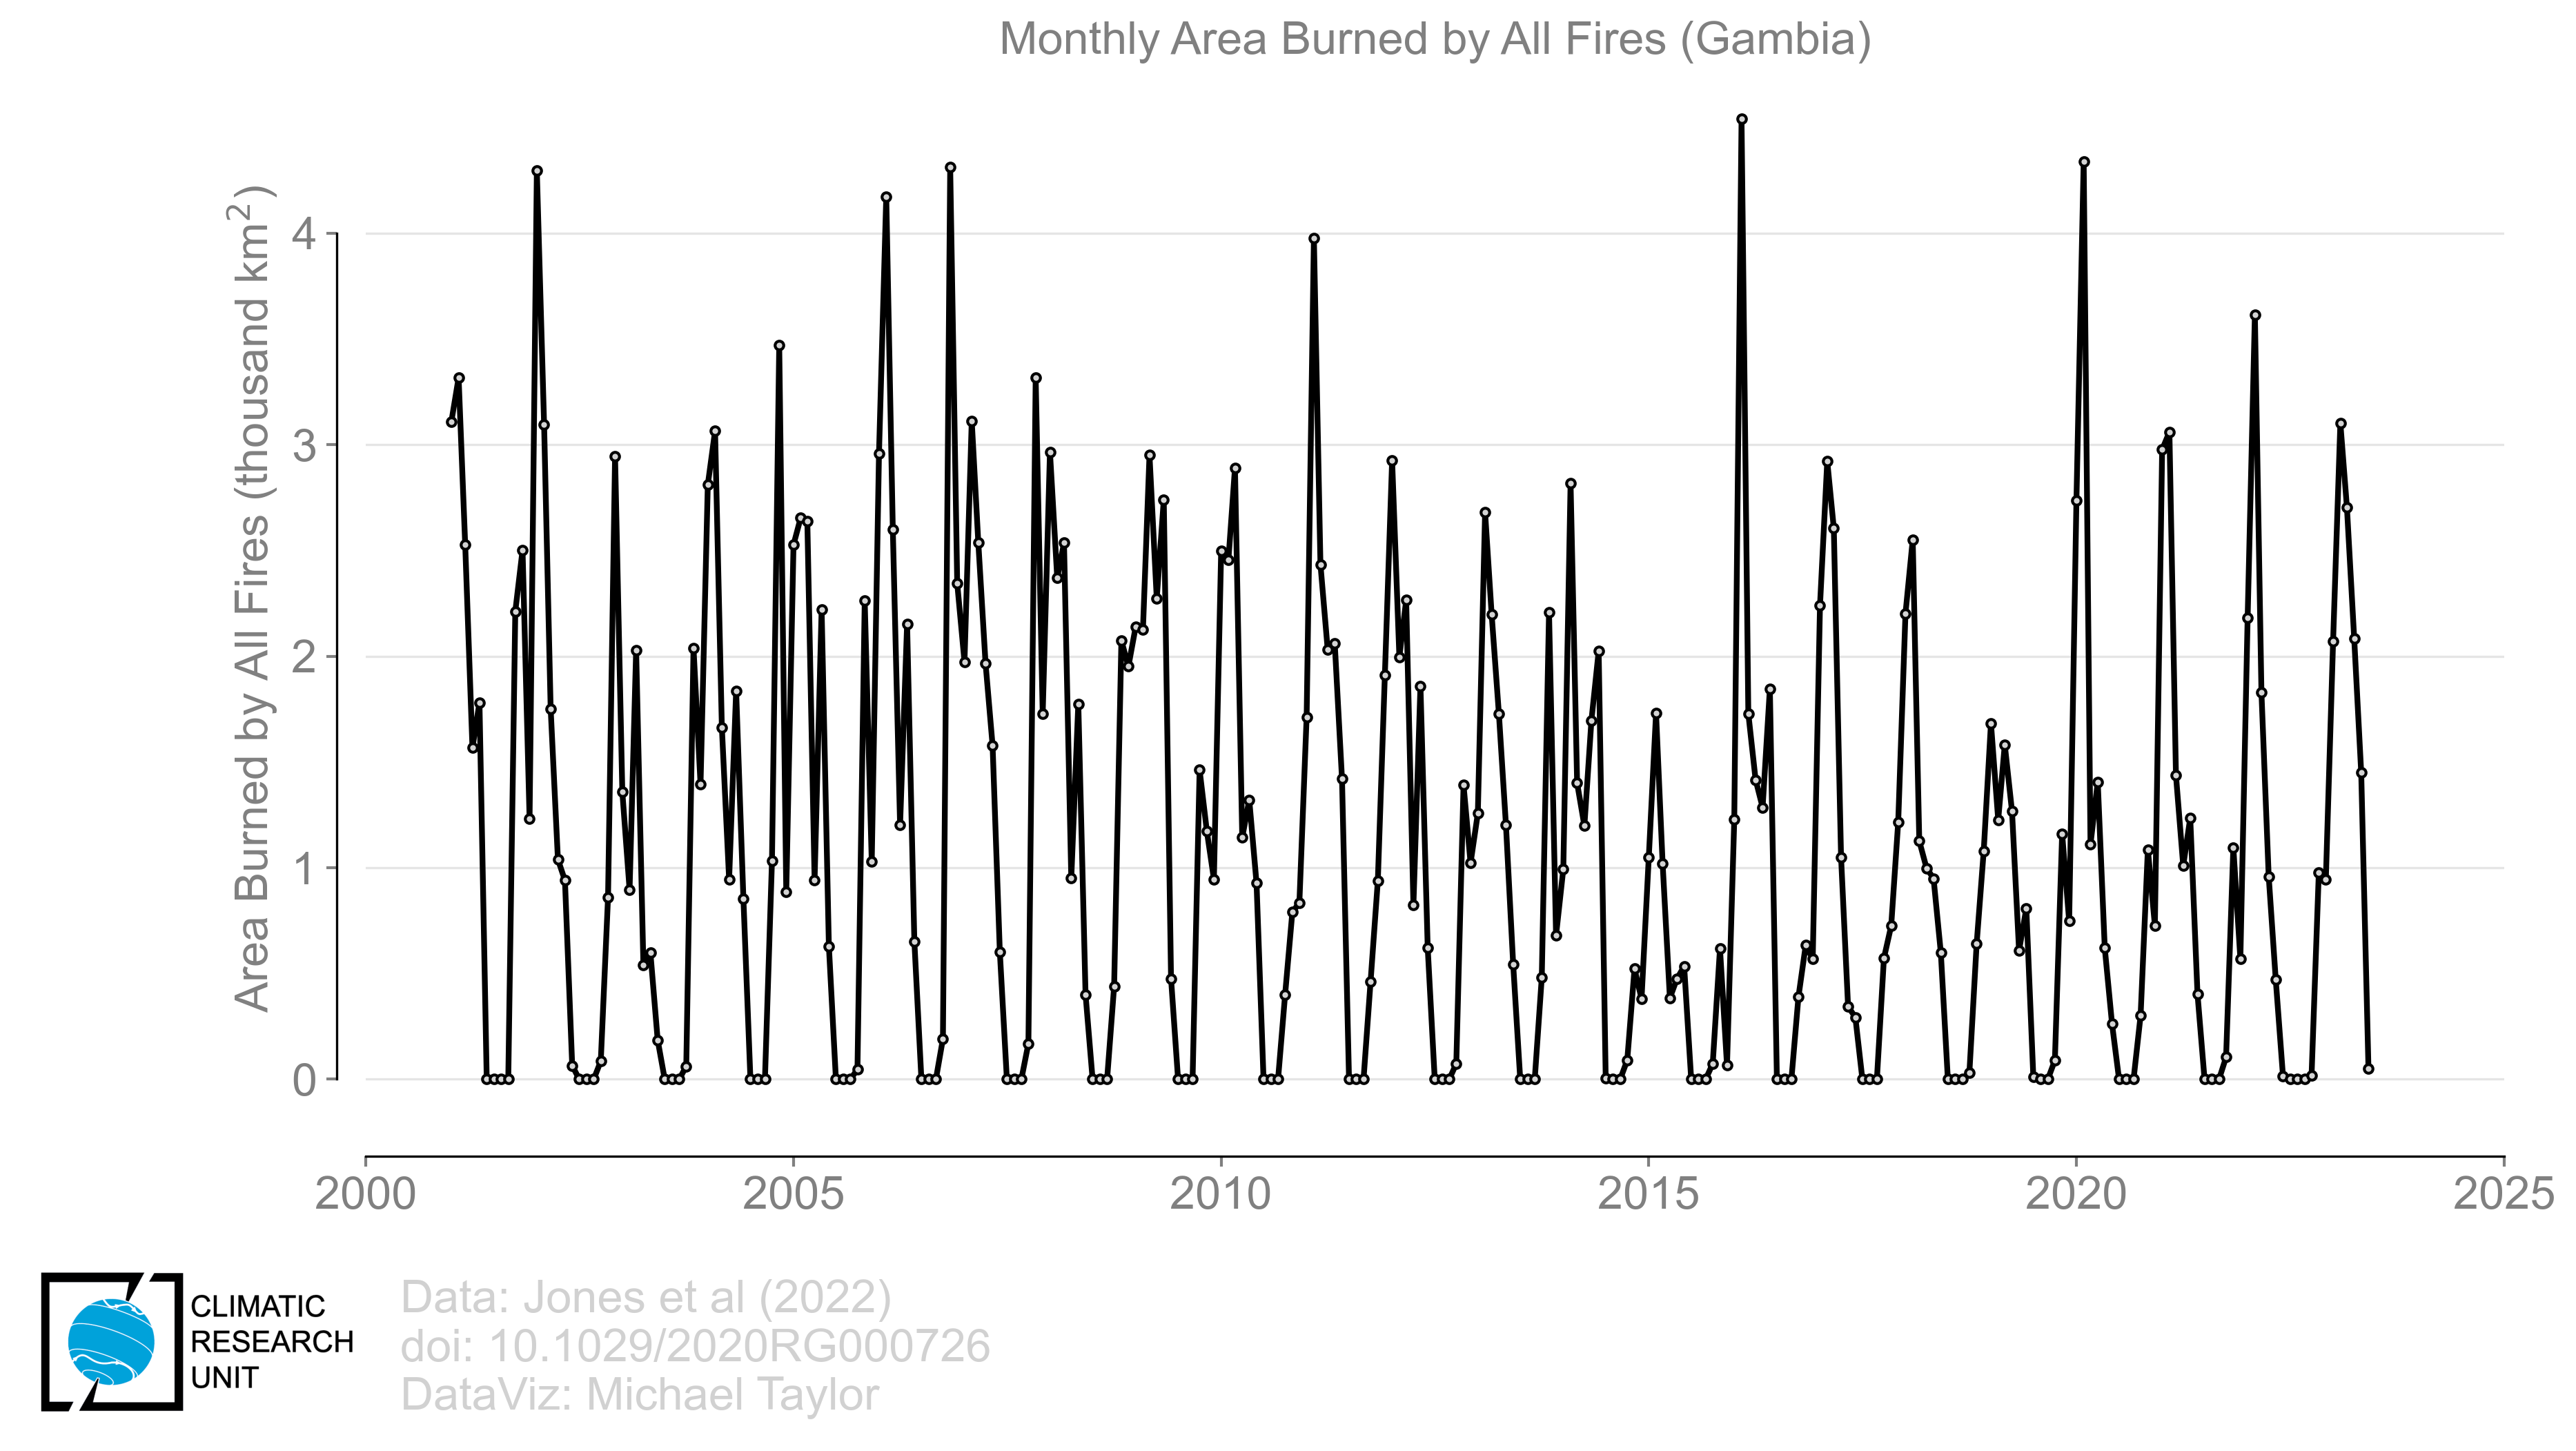 Monthly Area Burned by All Fires (Gambia)
Area Burned by All Fires (thousand km²)
4
3
2
1
0
2000 2005 2010 2015 2020 2025
CLIMATIC
RESEARCH
UNIT
Data: Jones et al (2022)
doi: 10.1029/2020RG000726
DataViz: Michael Taylor